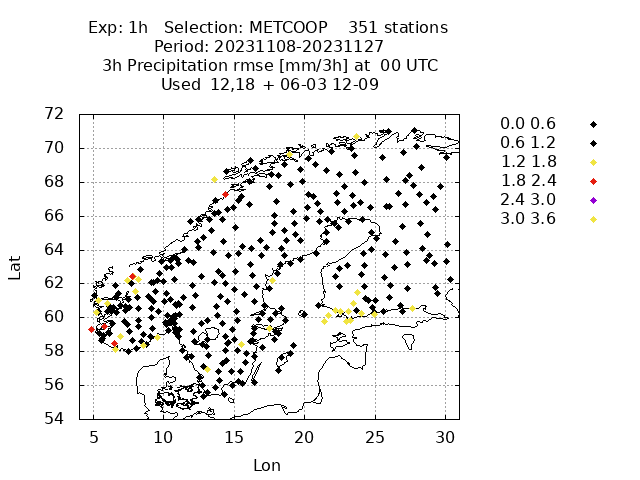 Exp: 1h   Selection: METCOOP    351 stations
Period: 20231108-20231127
3h Precipitation rmse [mm/3h] at  00 UTC
Used  12,18 + 06-03 12-09
72
70
68
66
64
62
60
58
56
54
Lat
5 10 15 20 25 30
Lon
0.0 0.6
0.6 1.2
1.2 1.8
1.8 2.4
2.4 3.0
3.0 3.6